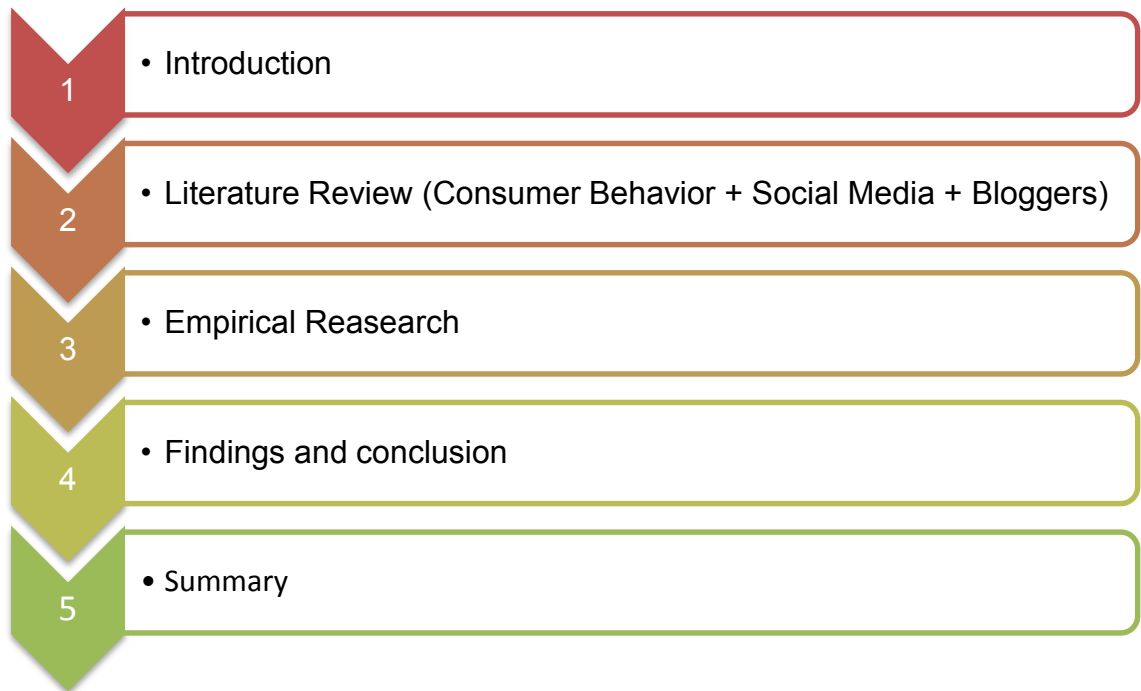 1
• Introduction
2
• Literature Review (Consumer Behavior + Social Media + Bloggers)
3
• Empirical Reasearch
4
• Findings and conclusion
5
• Summary